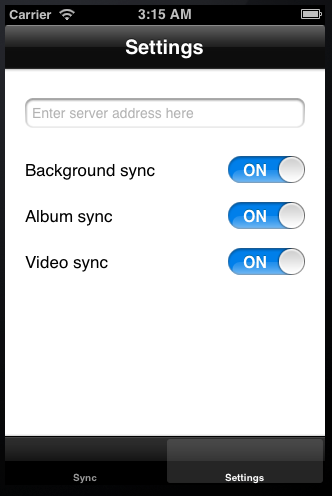 Carrier 3:15 AM
Settings
Enter server address here
Background sync ON
Album sync ON
Video sync ON
Sync Settings